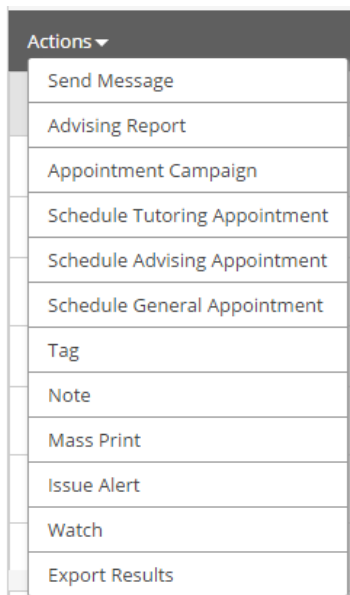 Actions
Send Message
Advising Report
Appointment Campaign
Schedule Tutoring Appointment
Schedule Advising Appointment
Schedule General Appointment
Tag
Note
Mass Print
Issue Alert
Watch
Export Results